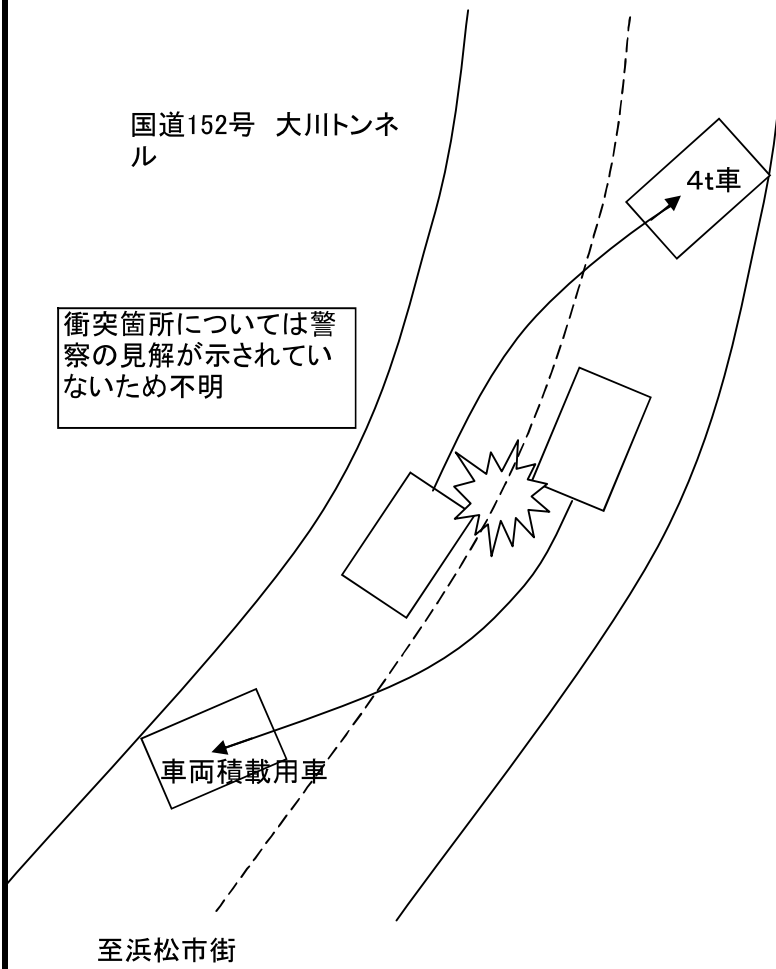 国道152号　大川トンネ
ル
4t車
衝突箇所については警
察の見解が示されてい
ないため不明
車両積載用車
至浜松市街